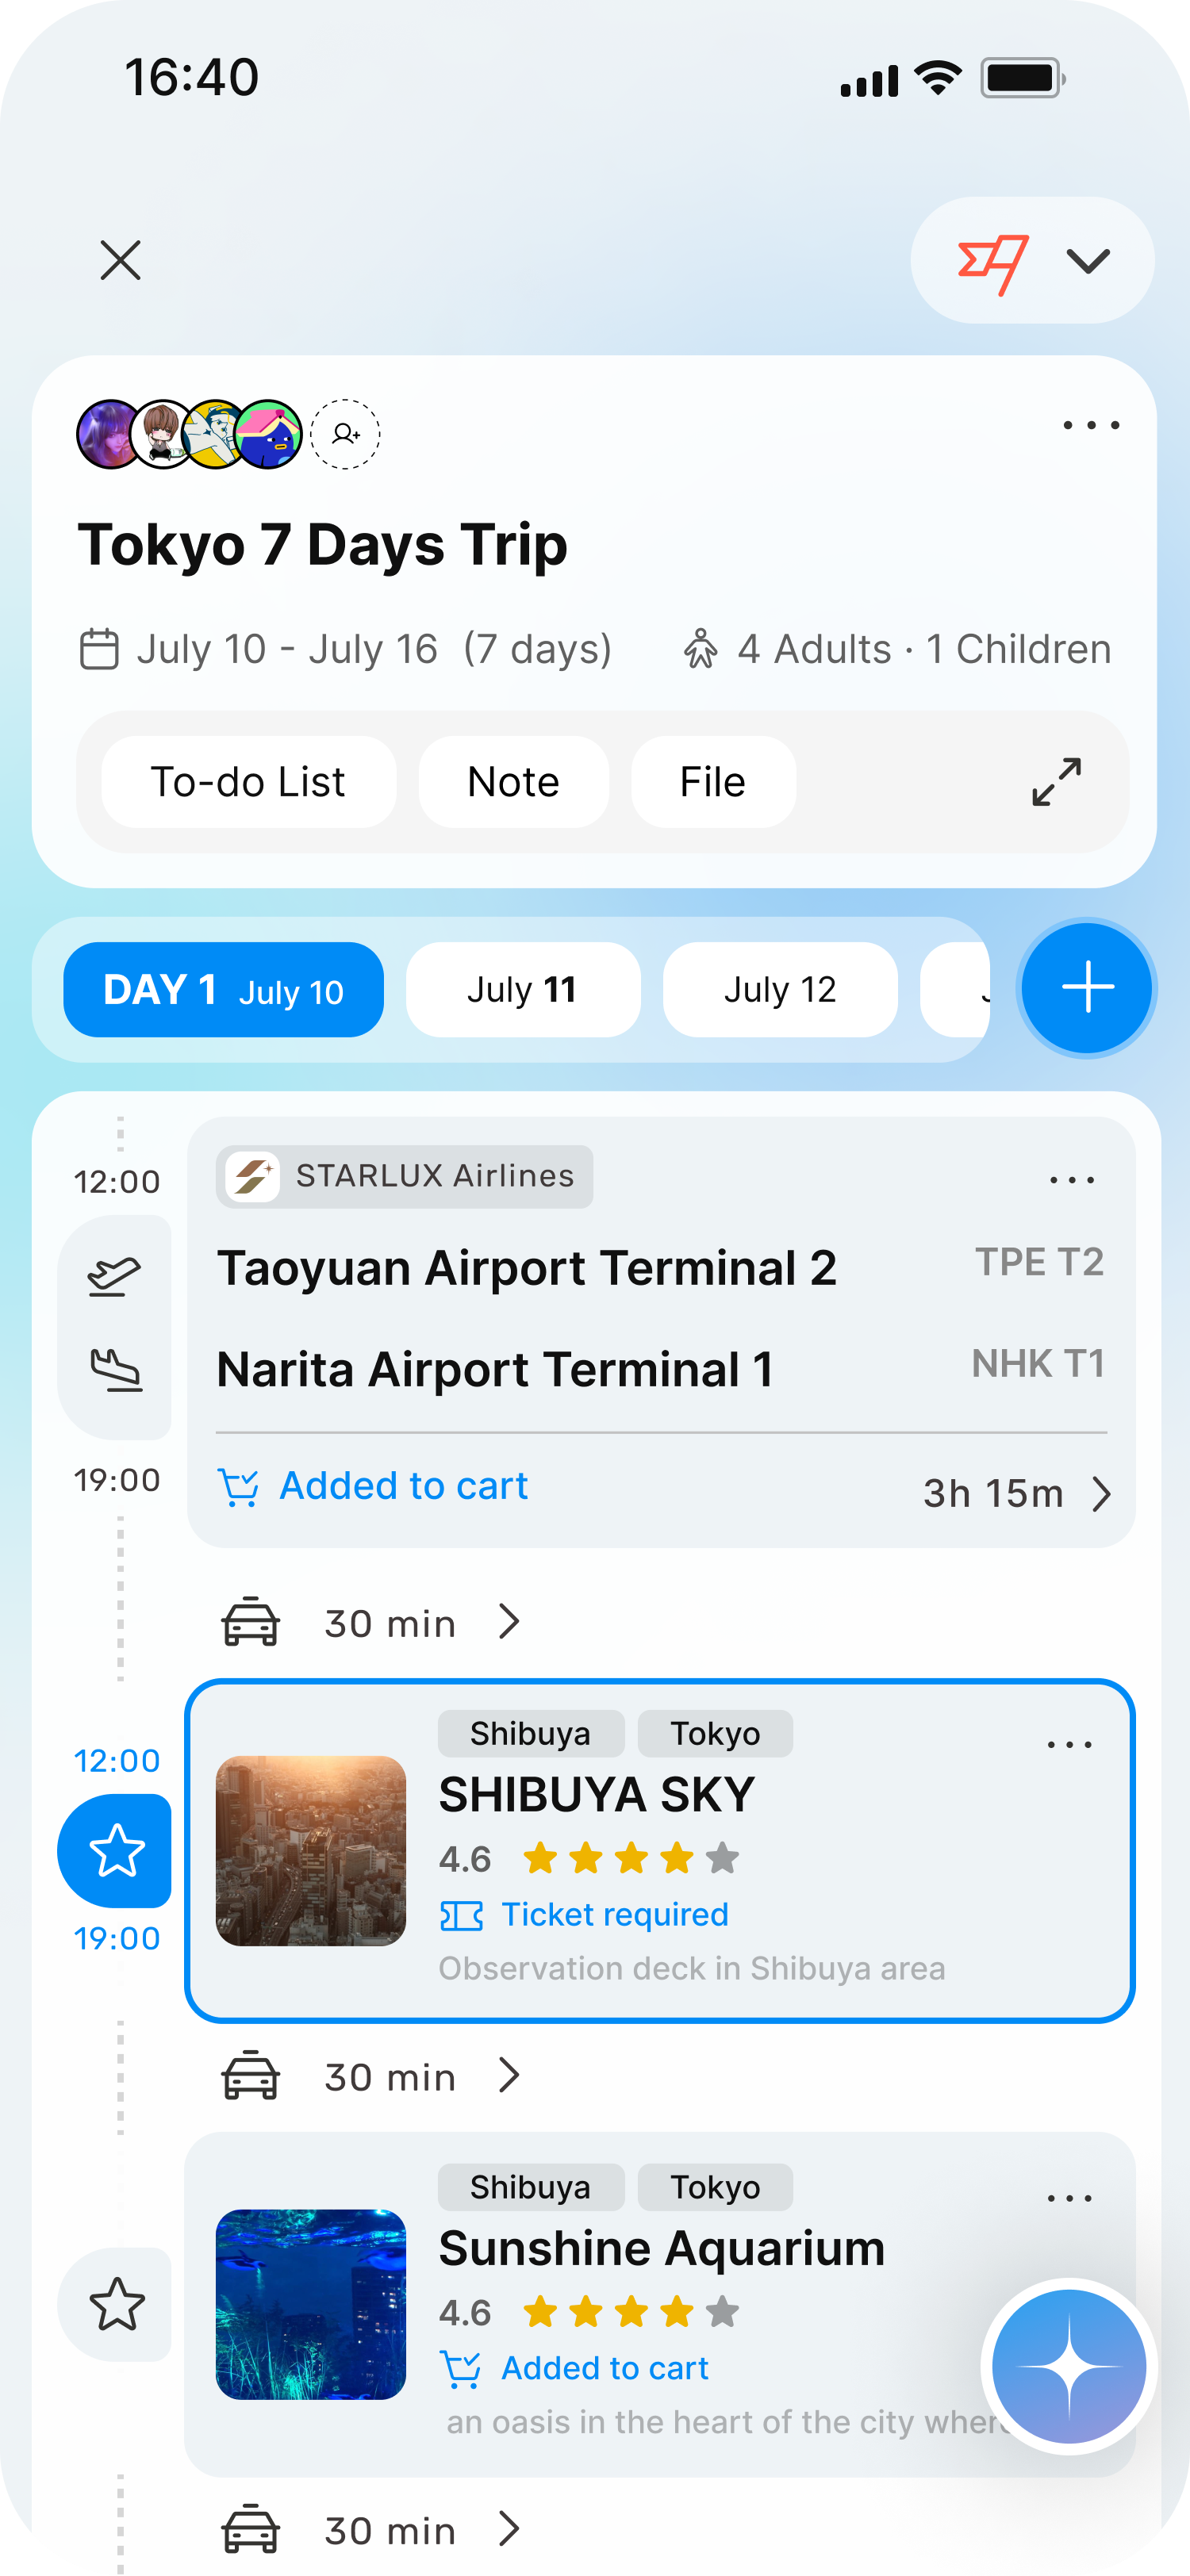 16:40
Tokyo 7 Days Trip
July 10 - July 16 (7 days) 4 Adults · 1 Children
To-do List Note File
DAY 1 July 10 July 11 July 12
12:00
STARLUX Airlines
Taoyuan Airport Terminal 2 TPE T2
Narita Airport Terminal 1 NHK T1
19:00
Added to cart 3h 15m
30 min
Shibuya Tokyo
12:00
SHIBUYA SKY
4.6
Ticket required
19:00
Observation deck in Shibuya area
30 min
Shibuya Tokyo
Sunshine Aquarium
4.6
Added to cart
an oasis in the heart of the city where
30 min